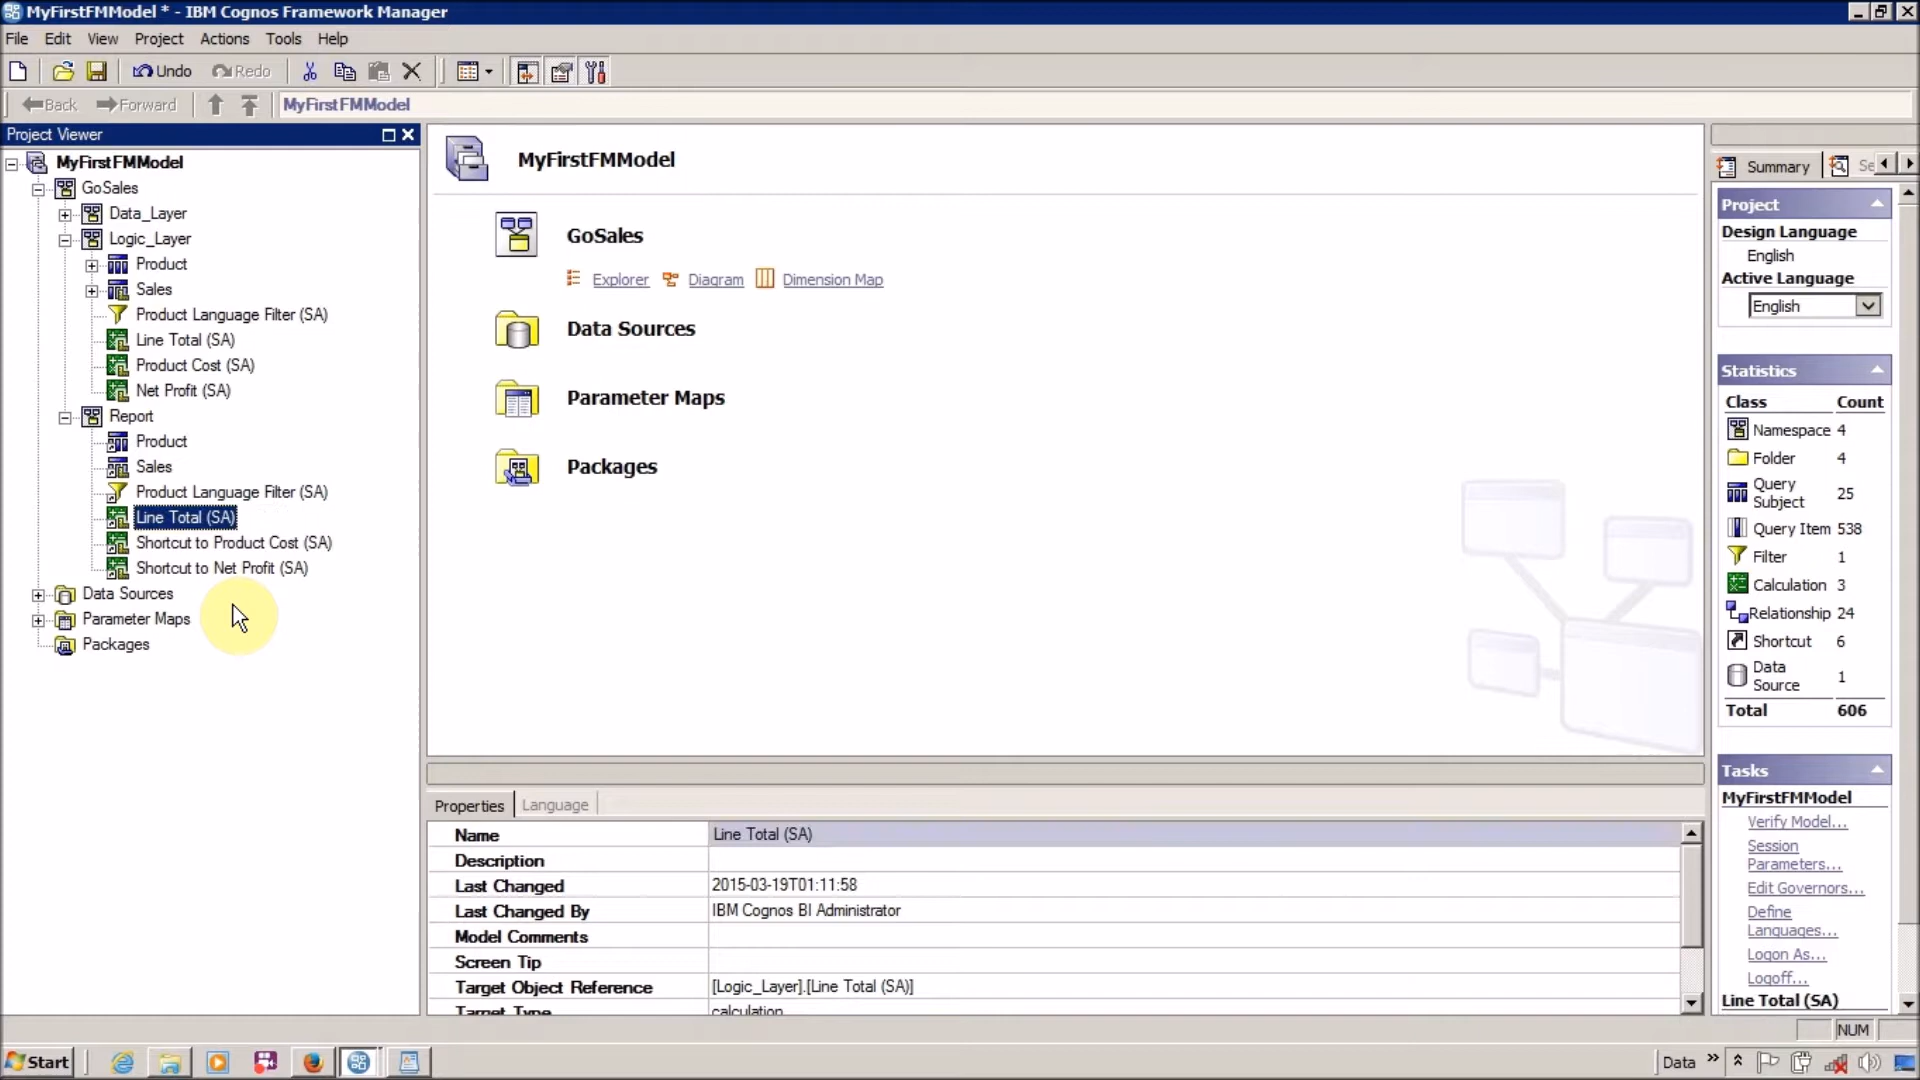 MyFirstFMModel * - IBM Cognos Framework Manager
File Edit View Project Actions Tools Help
Undo Redo
Back Forward MyFirstFMModel
Project Viewer
MyFirstFMModel
GoSales
Data_Layer
Logic_Layer
Product
Sales
Product Language Filter (SA)
Line Total (SA)
Product Cost (SA)
Net Profit (SA)
Report
Product
Sales
Product Language Filter (SA)
Line Total (SA)
Shortcut to Product Cost (SA)
Shortcut to Net Profit (SA)
Data Sources
Parameter Maps
Packages
MyFirstFMModel
GoSales
Explorer Diagram Dimension Map
Data Sources
Parameter Maps
Packages
Properties Language
Name Line Total (SA)
Description
Last Changed 2015-03-19T01:11:58
Last Changed By IBM Cognos BI Administrator
Model Comments
Screen Tip
Target Object Reference [Logic_Layer].[Line Total (SA)]
Target Type calculation
Summary Se
Project
Design Language
English
Active Language
English
Statistics
Class Count
Namespace 4
Folder 4
Query Subject 25
Query Item 538
Filter 1
Calculation 3
Relationship 24
Shortcut 6
Data Source 1
Total 606
Tasks
MyFirstFMModel
Verify Model...
Session
Parameters...
Edit Governors...
Define
Languages...
Logon As...
Logoff...
Line Total (SA)
NUM
Start Data »